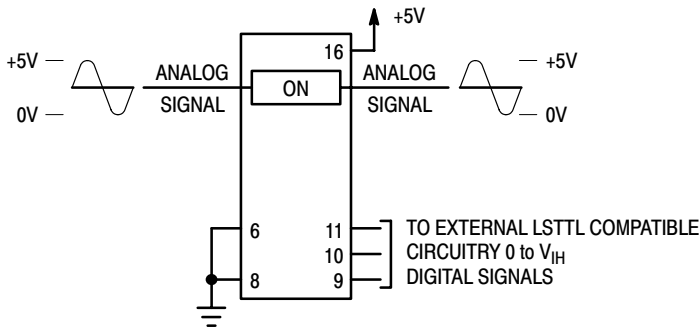 +5V
16
+5V
ANALOG
SIGNAL
ON
ANALOG
SIGNAL
+5V
0V
0V
6
11
TO EXTERNAL LSTTL COMPATIBLE
10
CIRCUITRY 0 to VIH
8
9
DIGITAL SIGNALS